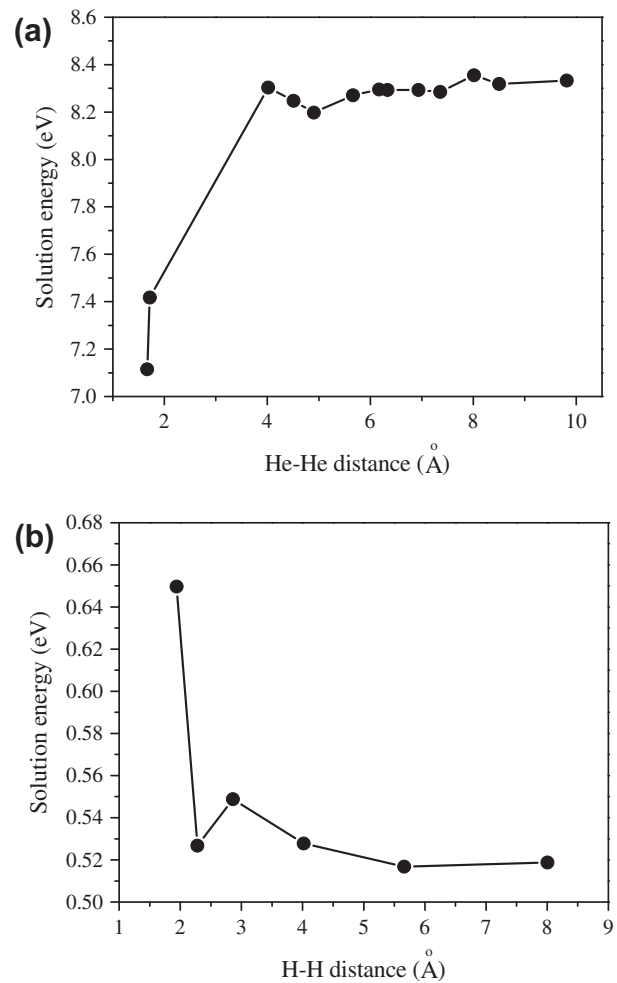 (a)
8.6
8.4
8.2
8.0
7.8
7.6
7.4
7.2
7.0
Solution energy (eV)
2 4 6 8 10
He-He distance (Å)
(b)
0.68
0.66
0.64
0.62
0.60
0.58
0.56
0.54
0.52
0.50
Solution energy (eV)
1 2 3 4 5 6 7 8 9
H-H distance (Å)